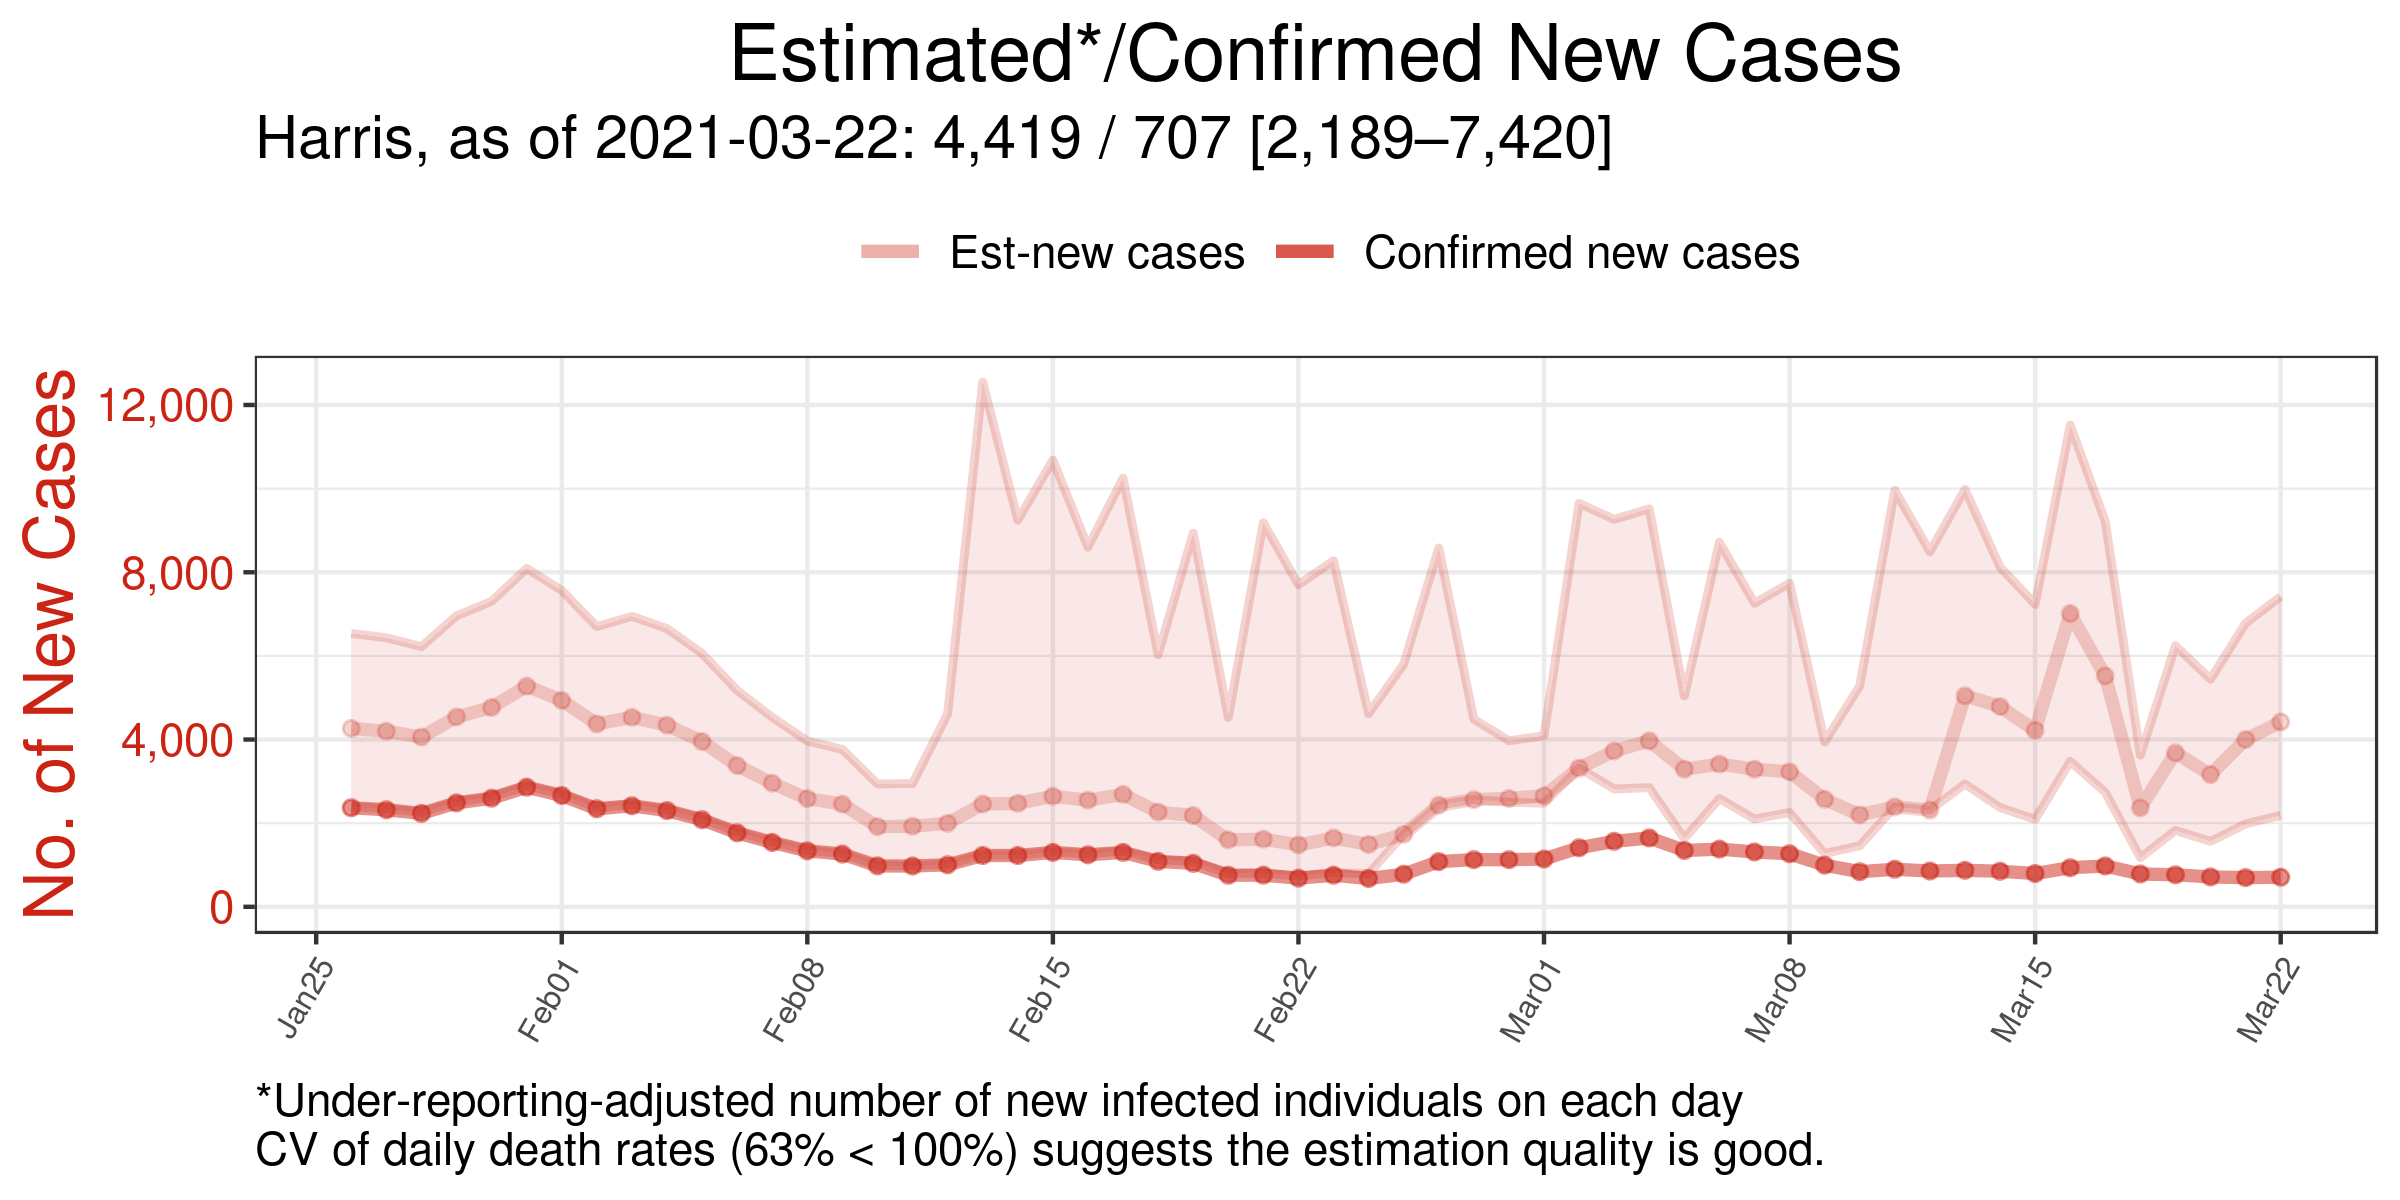 Estimated*/Confirmed New Cases
Harris, as of 2021-03-22: 4,419 / 707 [2,189–7,420]
Est-new cases
Confirmed new cases
No. of New Cases
12,000
8,000
4,000
0
Jan25
Feb01
Feb08
Feb15
Feb22
Mar01
Mar08
Mar15
Mar22
*Under-reporting-adjusted number of new infected individuals on each day
CV of daily death rates (63% < 100%) suggests the estimation quality is good.